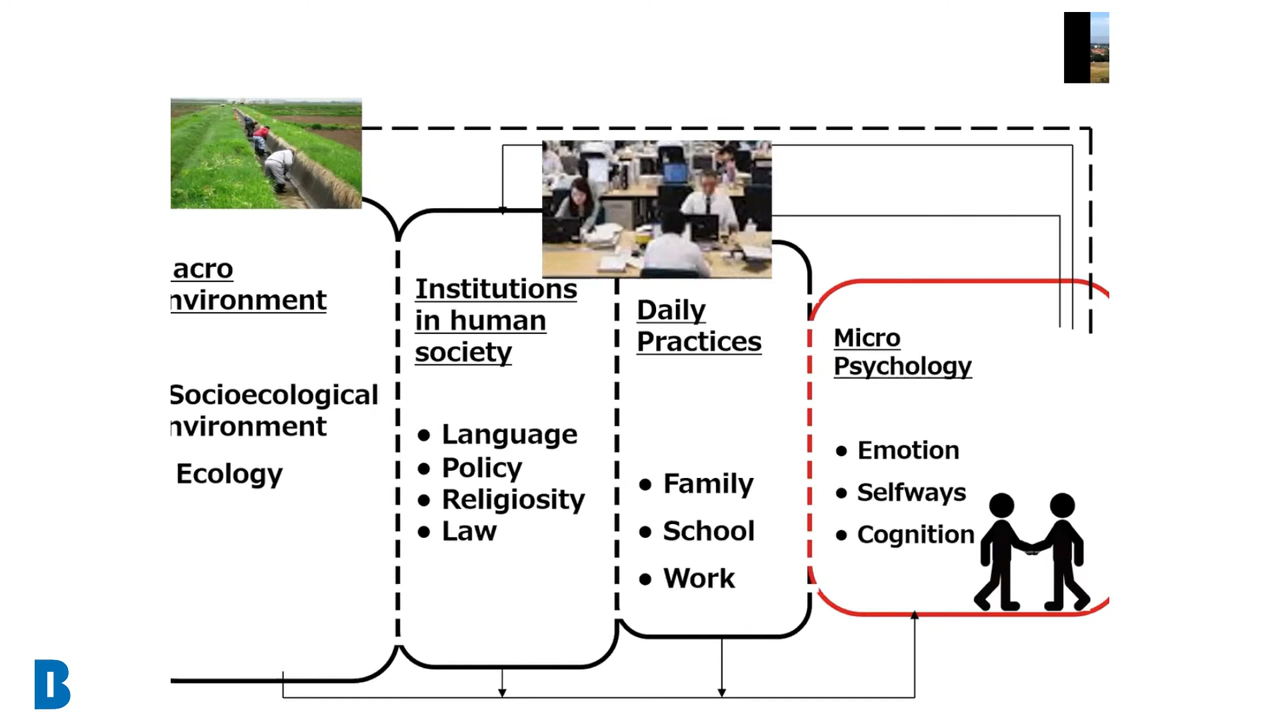 acro
nvironment
Socioecological
nvironment
Ecology
Institutions
in human
society
● Language
● Policy
● Religiosity
● Law
Daily
Practices
● Family
● School
● Work
Micro
Psychology
● Emotion
● Selfways
● Cognition
B